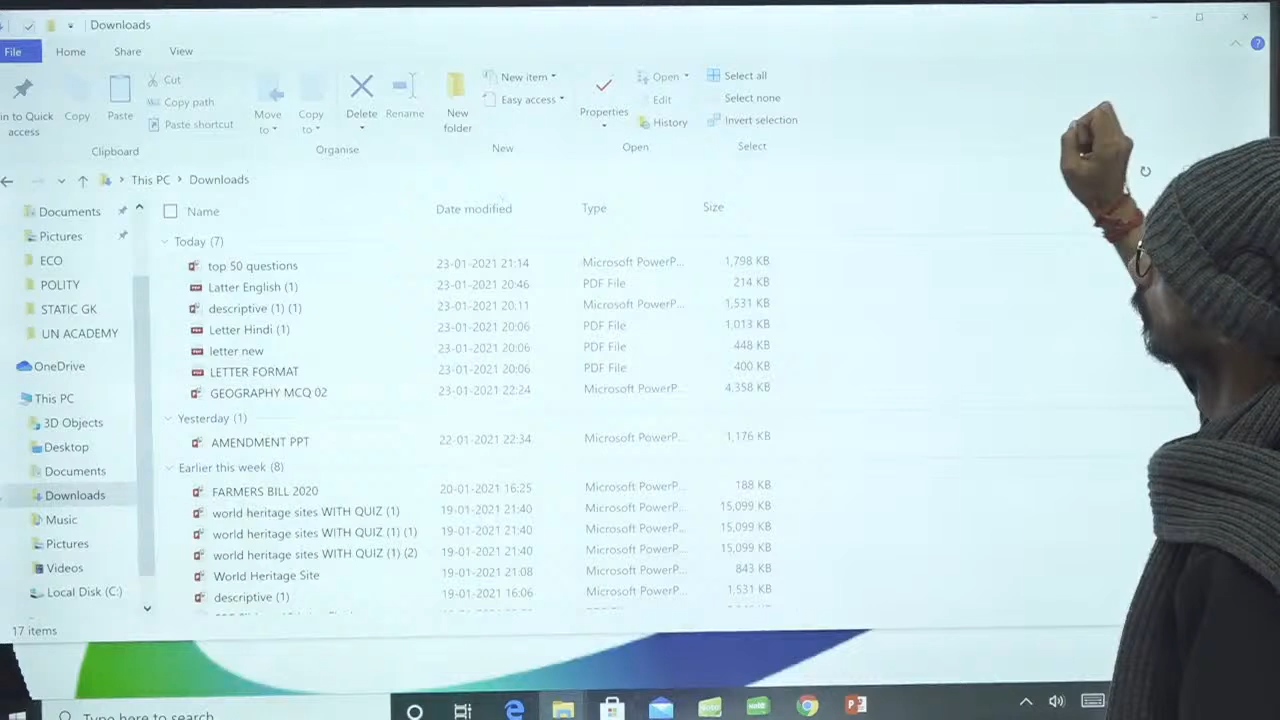 Downloads
File Home Share View
in to Quick access Copy Paste Cut Copy path Paste shortcut Move to Copy to Delete Rename New folder New item Easy access Properties Open Edit History Select all Select none Invert selection
Clipboard Organise New Open Select
This PC > Downloads
Documents
Pictures
ECO
POLITY
STATIC GK
UN ACADEMY
OneDrive
This PC
3D Objects
Desktop
Documents
Downloads
Music
Pictures
Videos
Local Disk (C:)
Name Date modified Type Size
Today (7)
top 50 questions 23-01-2021 21:14 Microsoft PowerP... 1,798 KB
Latter English (1) 23-01-2021 20:46 PDF File 214 KB
descriptive (1) (1) 23-01-2021 20:11 Microsoft PowerP... 1,531 KB
Letter Hindi (1) 23-01-2021 20:06 PDF File 1,013 KB
letter new 23-01-2021 20:06 PDF File 448 KB
LETTER FORMAT 23-01-2021 20:06 PDF File 400 KB
GEOGRAPHY MCQ 02 23-01-2021 22:24 Microsoft PowerP... 4,358 KB
Yesterday (1)
AMENDMENT PPT 22-01-2021 22:34 Microsoft PowerP... 1,176 KB
Earlier this week (8)
FARMERS BILL 2020 20-01-2021 16:25 Microsoft PowerP... 188 KB
world heritage sites WITH QUIZ (1) 19-01-2021 21:40 Microsoft PowerP... 15,099 KB
world heritage sites WITH QUIZ (1) (1) 19-01-2021 21:40 Microsoft PowerP... 15,099 KB
world heritage sites WITH QUIZ (1) (2) 19-01-2021 21:40 Microsoft PowerP... 15,099 KB
World Heritage Site 19-01-2021 21:08 Microsoft PowerP... 843 KB
descriptive (1) 19-01-2021 16:06 Microsoft PowerP... 1,531 KB
17 items
Type here to search